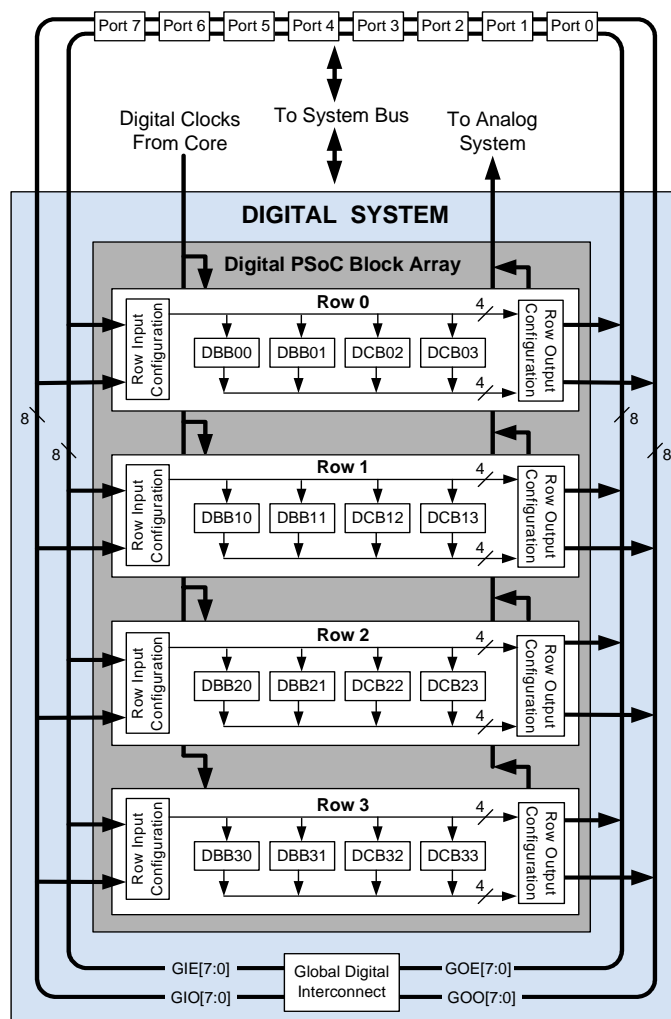 Port 7 Port 6 Port 5 Port 4 Port 3 Port 2 Port 1 Port 0
Digital Clocks
From Core
To System Bus
To Analog
System
DIGITAL SYSTEM
Digital PSoC Block Array
Row 0
4
Row Input
Configuration
DBB00 DBB01 DCB02 DCB03
4
Row Output
Configuration
8
8
8
8
Row 1
4
Row Input
Configuration
DBB10 DBB11 DCB12 DCB13
4
Row Output
Configuration
Row 2
4
Row Input
Configuration
DBB20 DBB21 DCB22 DCB23
4
Row Output
Configuration
Row 3
4
Row Input
Configuration
DBB30 DBB31 DCB32 DCB33
4
Row Output
Configuration
GIE[7:0]
GIO[7:0]
Global Digital
Interconnect
GOE[7:0]
GOO[7:0]